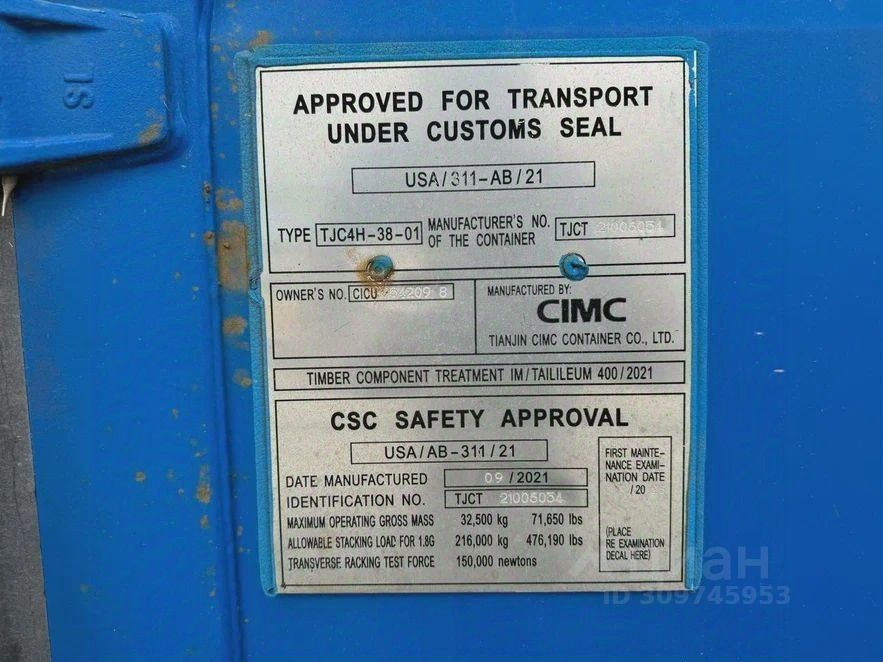 SL
APPROVED FOR TRANSPORT
UNDER CUSTOMS SEAL
USA/311-AB/21
TYPE TJC4H-38-01 MANUFACTURER'S NO. OF THE CONTAINER TJCT
OWNER'S NO. CICU
MANUFACTURED BY:
CIMC
TIANJIN CIMC CONTAINER CO., LTD.
TIMBER COMPONENT TREATMENT IM/TAILILEUM 400/2021
CSC SAFETY APPROVAL
USA/AB-311/21
DATE MANUFACTURED 09/2021
IDENTIFICATION NO. TJCT
MAXIMUM OPERATING GROSS MASS 32,500 kg 71,650 lbs
ALLOWABLE STACKING LOAD FOR 1.8G 216,000 kg 476,190 lbs
TRANSVERSE RACKING TEST FORCE 150,000 newtons
FIRST MAINTE-
NANCE EXAMI-
NATION DATE
/20
(PLACE
RE EXAMINATION
DECAL HERE)
ID 309745953